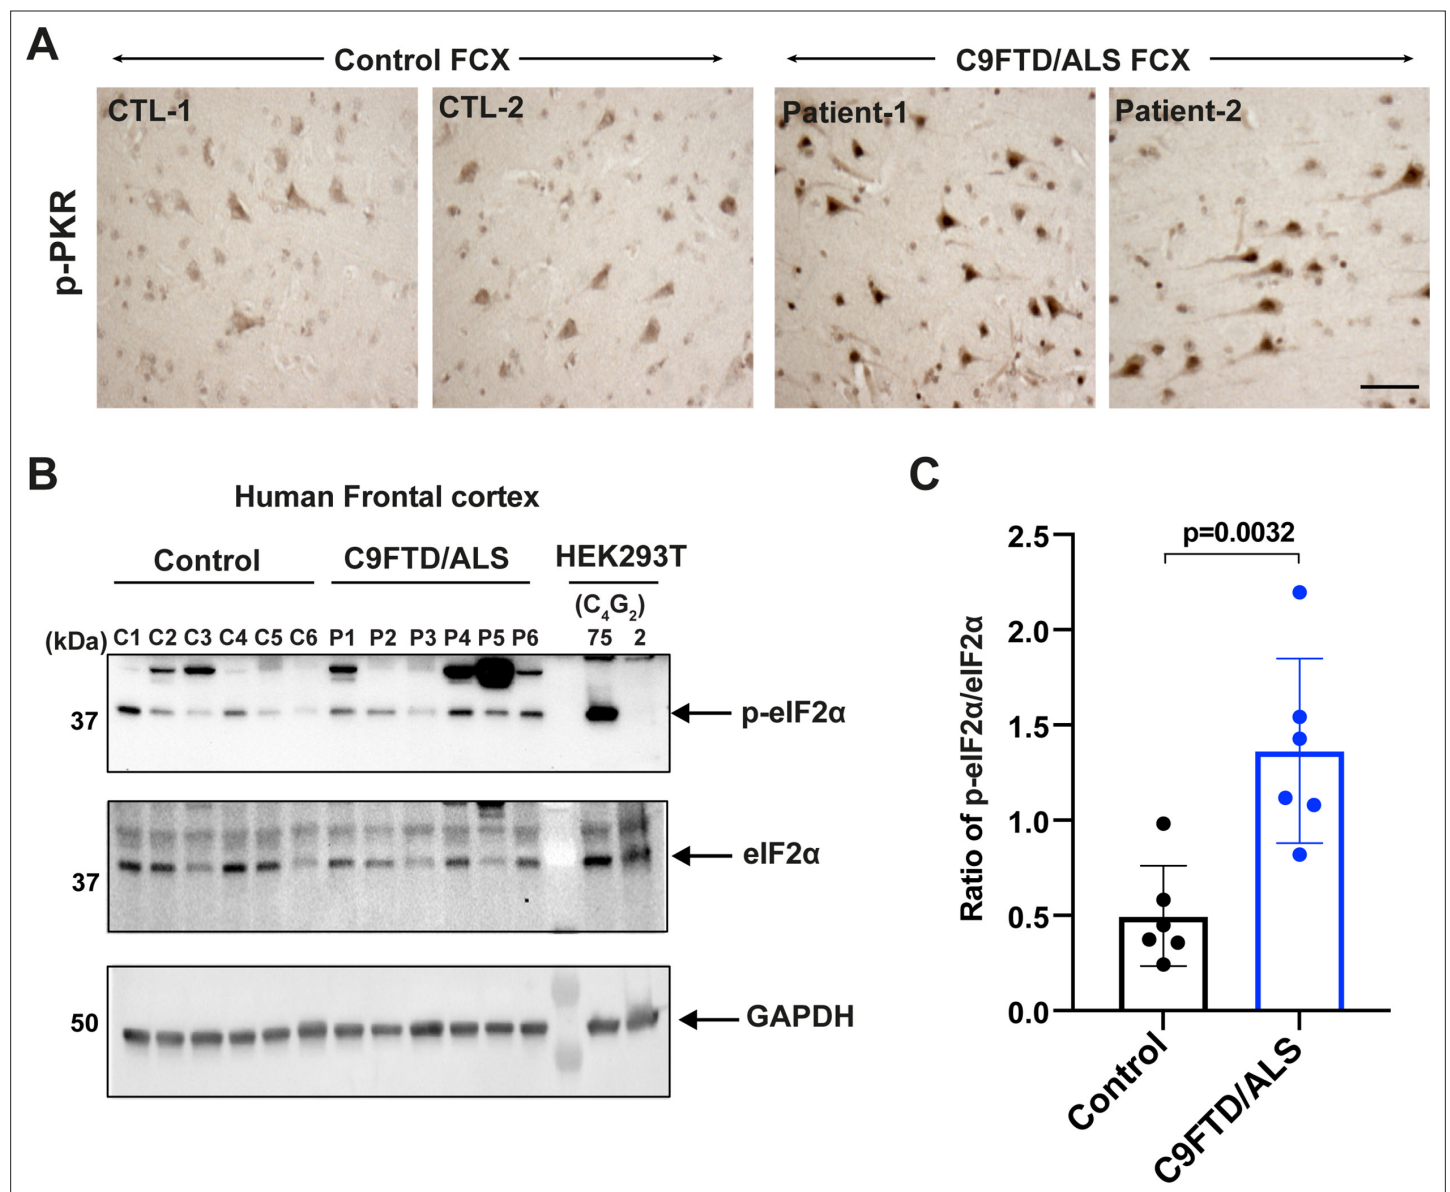 A
Control FCX
C9FTD/ALS FCX
CTL-1
CTL-2
Patient-1
Patient-2
p-PKR
B
Human Frontal cortex
Control
C9FTD/ALS
HEK293T
(C4G2)
(kDa) C1 C2 C3 C4 C5 C6 P1 P2 P3 P4 P5 P6 75 2
37
p-eIF2α
eIF2α
37
50
GAPDH
C
p=0.0032
2.5
2.0
1.5
1.0
0.5
0.0
Ratio of p-eIF2α/eIF2α
Control
C9FTD/ALS